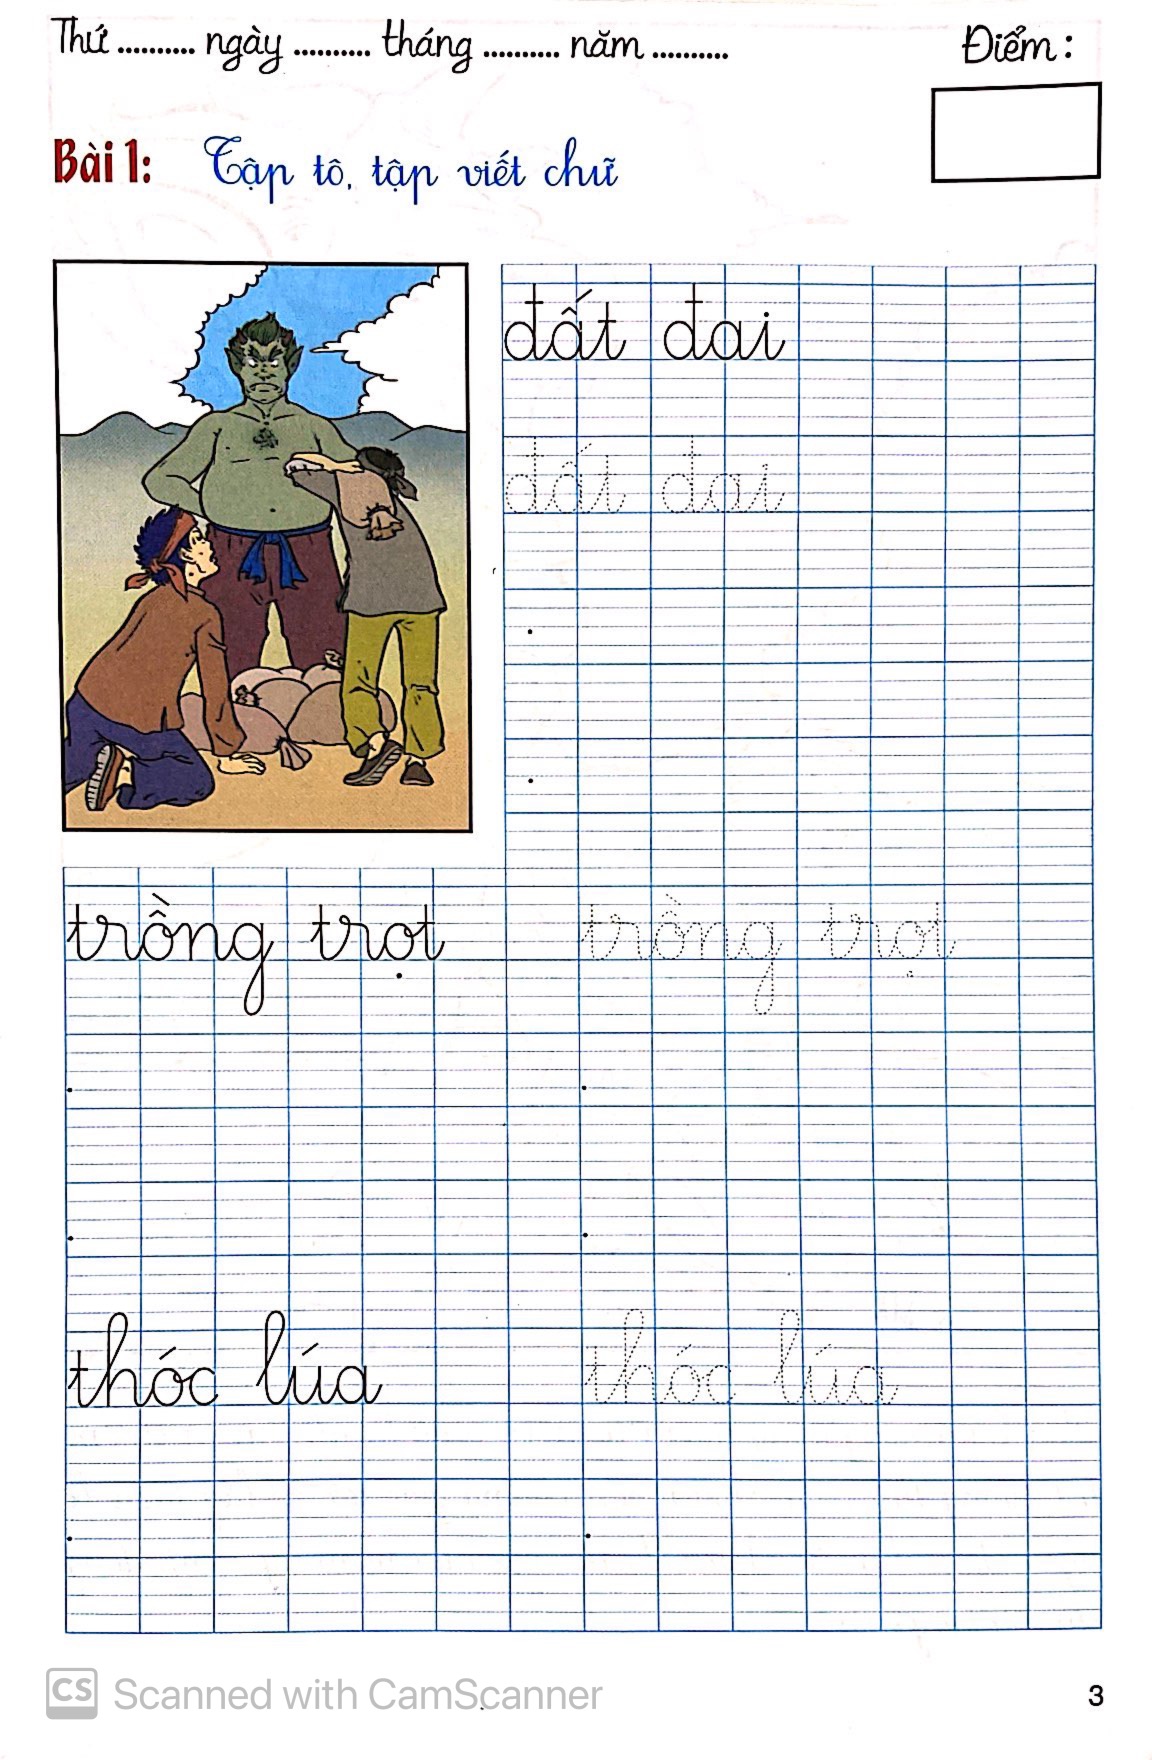 Thứ .......... ngày .......... tháng .......... năm ..........
Điểm :
Bài 1: Tập tô, tập viết chữ
đất đai
đất đai
trồng trọt trồng trọt
thóc lúa thóc lúa
CS Scanned with CamScanner
3